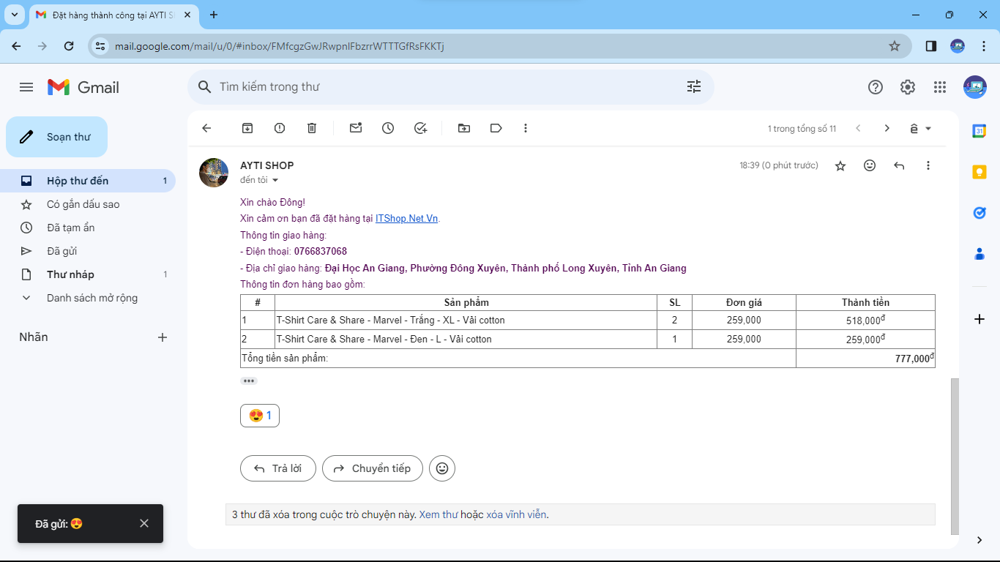 Đặt hàng thành công tại AYTI S
mail.google.com/mail/u/0/#inbox/FMfcgzGwJRwpnlFbzrrWTTTGfRsFKKTj
Gmail
Tìm kiếm trong thư
Soạn thư
1 trong tổng số 11
Hộp thư đến 1
Có gắn dấu sao
Đã tạm ẩn
Đã gửi
Thư nháp 1
Danh sách mở rộng
Nhãn
AYTI SHOP
18:39 (0 phút trước)
đến tôi
Xin chào Đông!
Xin cảm ơn bạn đã đặt hàng tại ITShop.Net.Vn.
Thông tin giao hàng:
- Điện thoại: 0766837068
- Địa chỉ giao hàng: Đại Học An Giang, Phường Đông Xuyên, Thành phố Long Xuyên, Tỉnh An Giang
Thông tin đơn hàng bao gồm:
# Sản phẩm SL Đơn giá Thành tiền
1 T-Shirt Care & Share - Marvel - Trắng - XL - Vải cotton 2 259,000 518,000đ
2 T-Shirt Care & Share - Marvel - Đen - L - Vải cotton 1 259,000 259,000đ
Tổng tiền sản phẩm: 777,000đ
😍 1
Trả lời
Chuyển tiếp
3 thư đã xóa trong cuộc trò chuyện này. Xem thư hoặc xóa vĩnh viễn.
Đã gửi: 😍
31